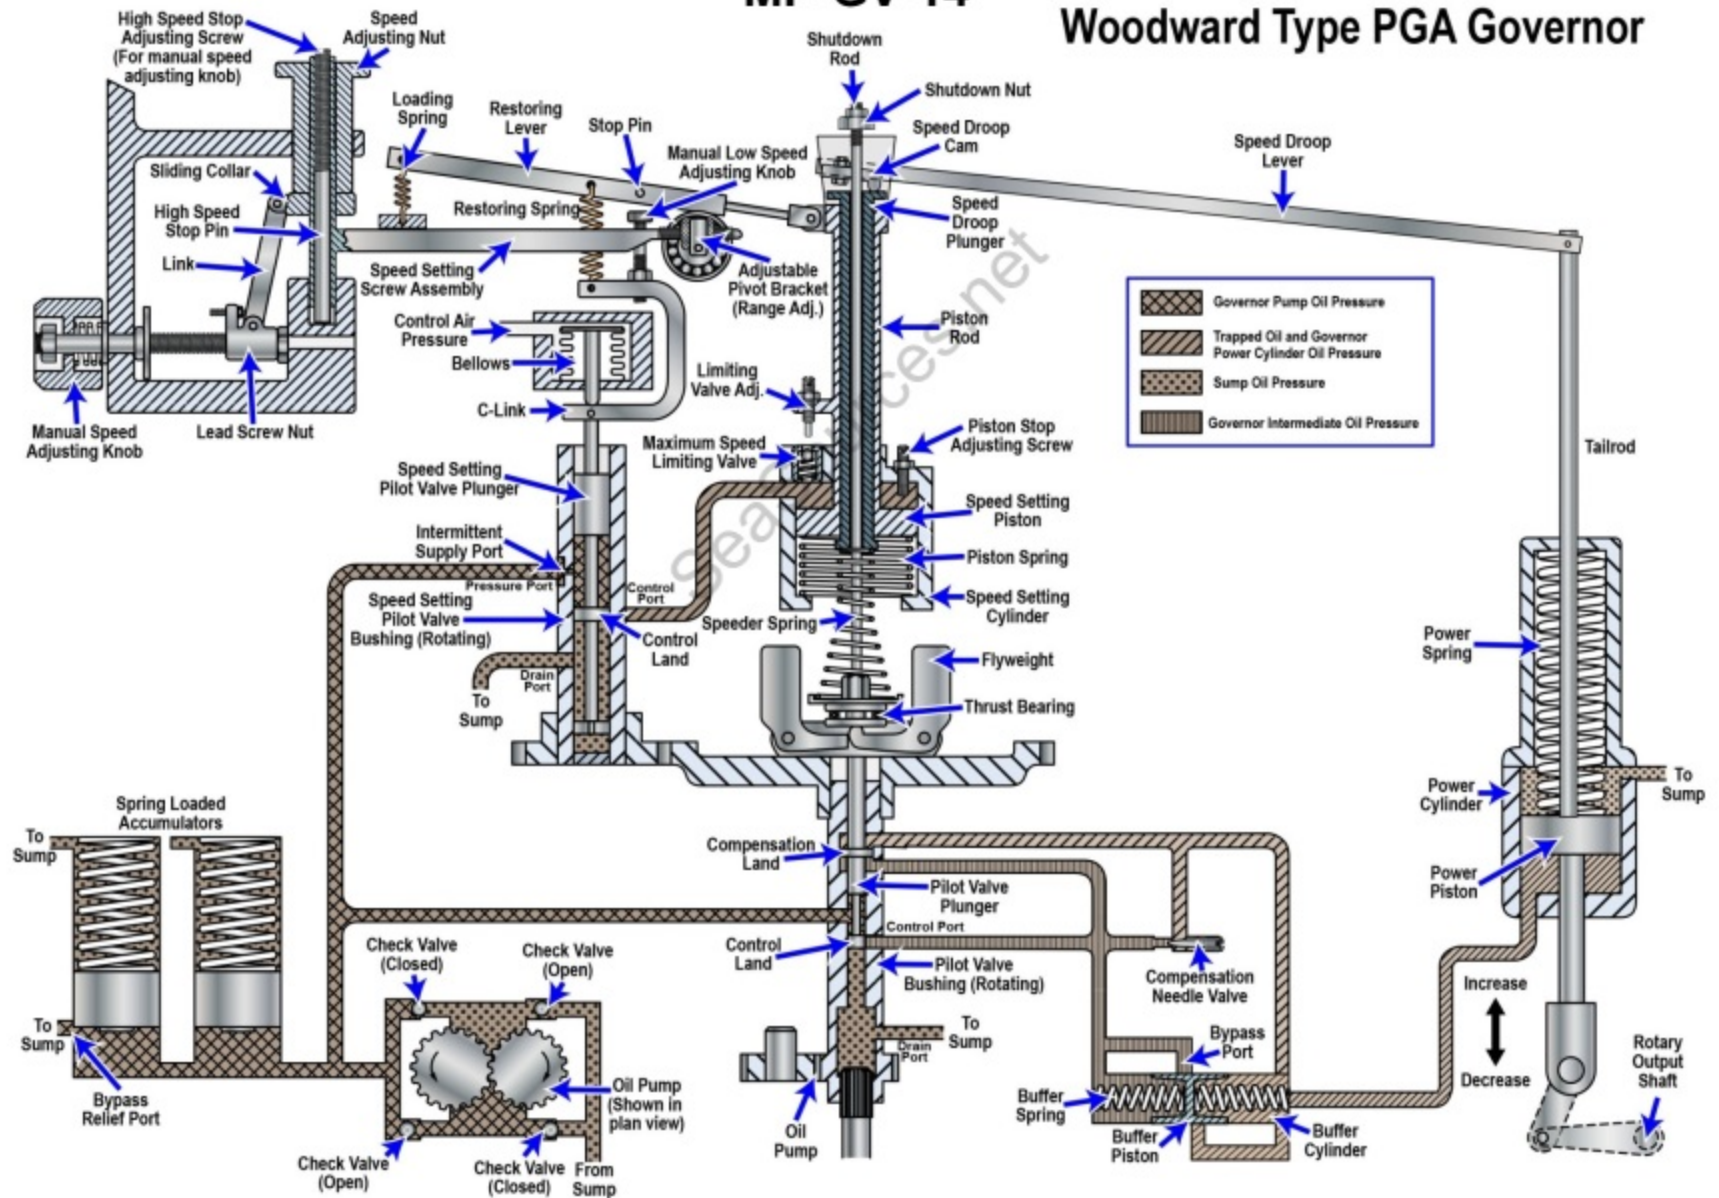 MP-GV-14
Woodward Type PGA Governor
High Speed Stop
Adjusting Screw
(For manual speed
adjusting knob)
Speed
Adjusting Nut
Shutdown
Rod
Shutdown Nut
Loading
Spring
Restoring
Lever
Stop Pin
Manual Low Speed
Adjusting Knob
Speed Droop
Cam
Speed Droop
Lever
Sliding Collar
High Speed
Stop Pin
Restoring Spring
Speed
Droop
Plunger
Link
Speed Setting
Screw Assembly
Adjustable
Pivot Bracket
(Range Adj.)
Control Air
Pressure
Bellows
Piston
Rod
Governor Pump Oil Pressure
Trapped Oil and Governor
Power Cylinder Oil Pressure
Sump Oil Pressure
Governor Intermediate Oil Pressure
Limiting
Valve Adj.
C-Link
Manual Speed
Adjusting Knob
Lead Screw Nut
Maximum Speed
Limiting Valve
Piston Stop
Adjusting Screw
Tailrod
Speed Setting
Pilot Valve Plunger
Speed Setting
Piston
Intermittent
Supply Port
Pressure Port
Piston Spring
Control
Port
Speed Setting
Pilot Valve
Bushing (Rotating)
Speed Setting
Cylinder
Speeder Spring
Control
Land
Flyweight
Power
Spring
Drain
Port
To
Sump
Thrust Bearing
Spring Loaded
Accumulators
Power
Cylinder
To
Sump
To
Sump
Compensation
Land
Pilot Valve
Plunger
Power
Piston
Control Port
Check Valve
(Closed)
Check Valve
(Open)
Control
Land
Pilot Valve
Bushing (Rotating)
Compensation
Needle Valve
Increase
To
Sump
Drain
Port
To
Sump
Bypass
Port
Rotary
Output
Shaft
Decrease
Bypass
Relief Port
Oil Pump
(Shown in
plan view)
Buffer
Spring
Oil
Pump
Buffer
Piston
Buffer
Cylinder
Check Valve
(Open)
Check Valve
(Closed)
From
Sump